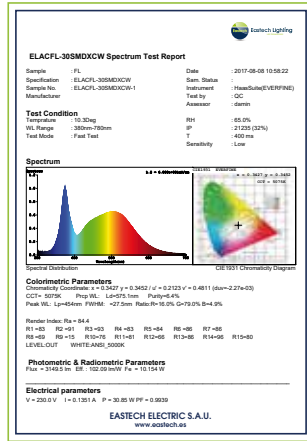 Eastech Lighting
ELACFL-30SMDXCW Spectrum Test Report
Sample : FL Date : 2017-08-08 10:58:22
Specification : ELACFL-30SMDXCW Sam. Status :
Sample No. : ELACFL-30SMDXCW-1 Instrument : HaasSuite(EVERFINE)
Manufacturer : Test by : QC
Assessor : damin
Test Condition
Temprature : 10.3Deg RH : 65.0%
WL Range : 380nm-780nm IP : 21235 (32%)
Test Mode : Fast Test T : 400 ms
Sensitivity : Low
Spectrum
CIE1931 EVERFINE
x = 0.3427 y = 0.3452
CCT = 5075K
Spectral Distribution CIE1931 Chromaticity Diagram
Colorimetric Parameters
Chromaticity Coordinate: x = 0.3427 y = 0.3452 / u' = 0.2123 v' = 0.4811 (duv=-2.27e-03)
CCT= 5075K Prcp WL: Ld=575.1nm Purity=6.4%
Peak WL: Lp=454nm FWHM: =27.5nm Ratio:R=16.0% G=79.0% B=4.9%
Render Index: Ra = 84.4
R1 =83 R2 =91 R3 =93 R4 =83 R5 =84 R6 =86 R7 =86
R8 =69 R9 =15 R10=76 R11=81 R12=66 R13=86 R14=96 R15=80
LEVEL:OUT WHITE:ANSI_5000K
Photometric & Radiometric Parameters
Flux = 3149.5 lm Eff. : 102.09 lm/W Fe = 10.154 W
Electrical parameters
V = 230.0 V I = 0.1351 A P = 30.85 W PF = 0.9939
EASTECH ELECTRIC S.A.U.
www.eastech.es